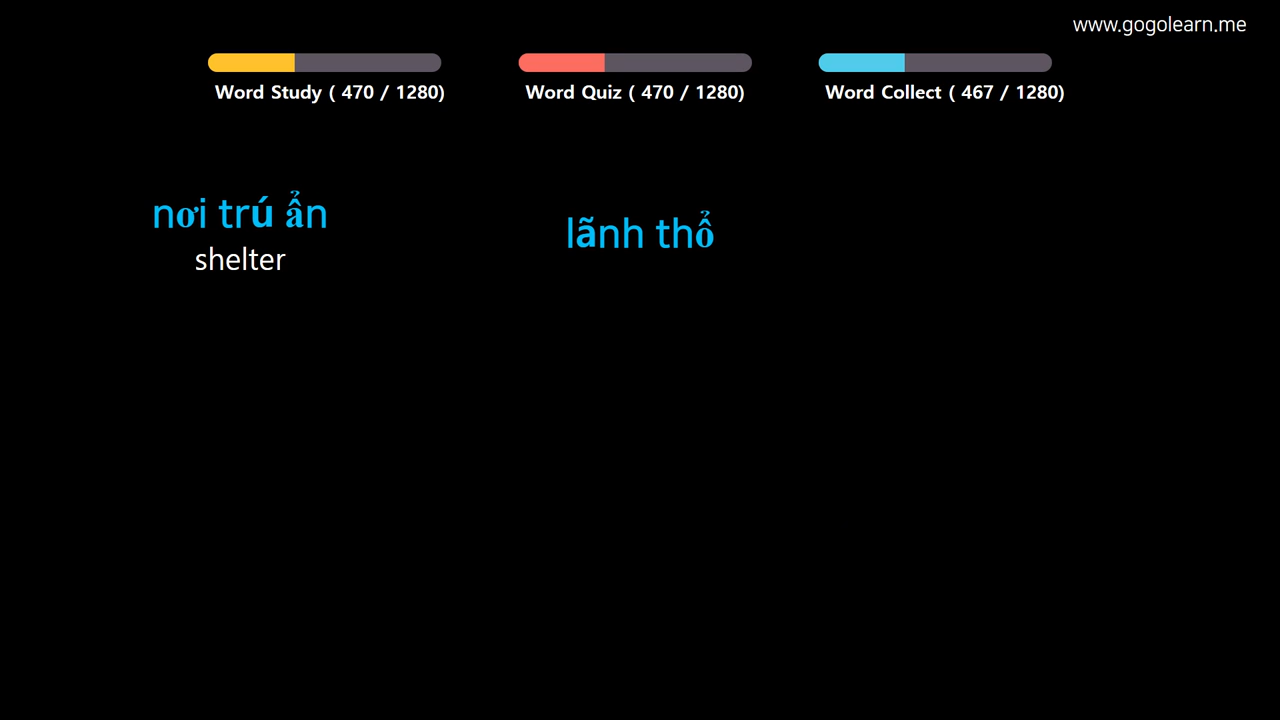 www.gogolearn.me
Word Study ( 470 / 1280)
Word Quiz ( 470 / 1280)
Word Collect ( 467 / 1280)
nơi trú ẩn
shelter
lãnh thổ